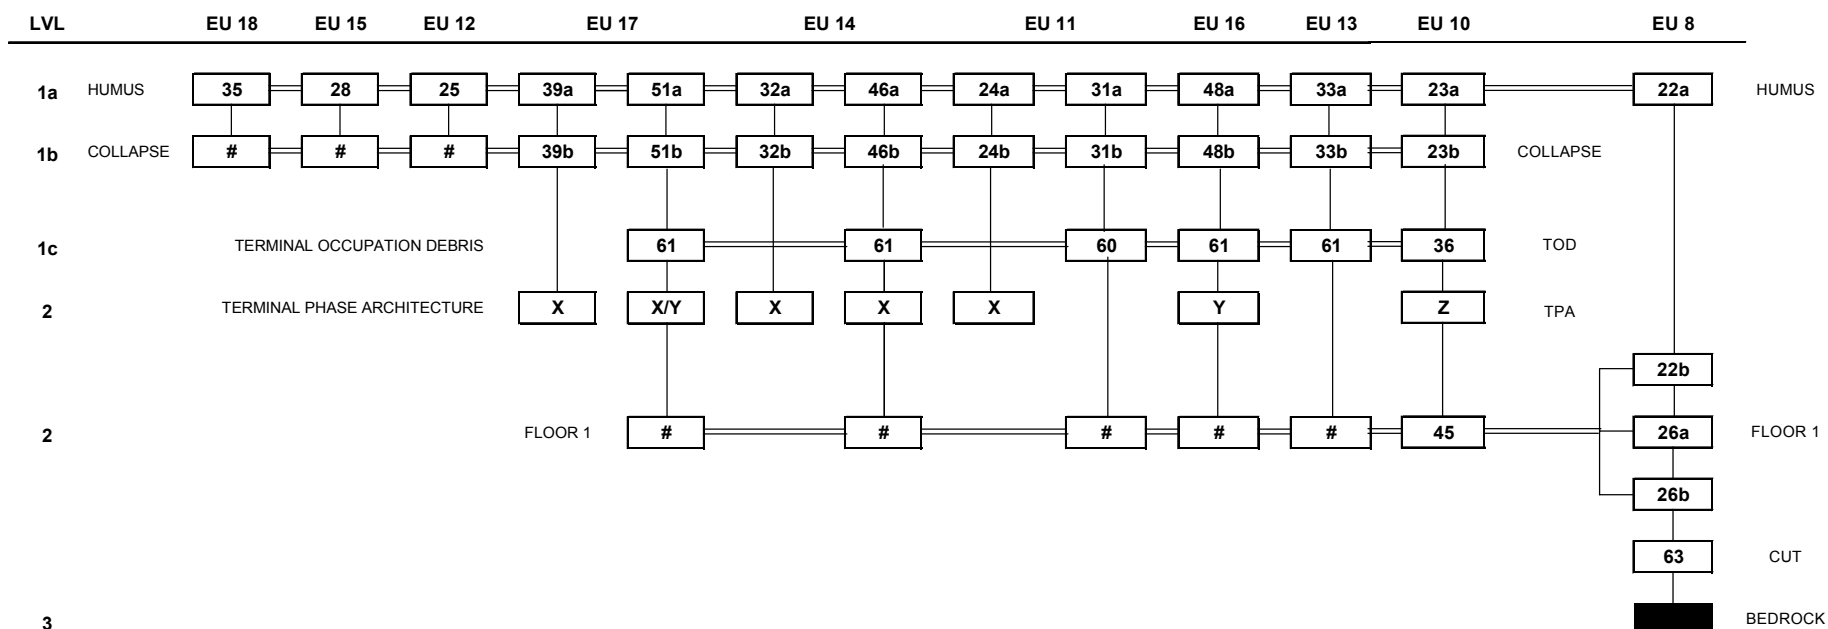 LVL EU 18 EU 15 EU 12 EU 17 EU 14 EU 11 EU 16 EU 13 EU 10 EU 8
1a HUMUS 35 28 25 39a 51a 32a 46a 24a 31a 48a 33a 23a 22a HUMUS
1b COLLAPSE # # # 39b 51b 32b 46b 24b 31b 48b 33b 23b COLLAPSE
1c TERMINAL OCCUPATION DEBRIS 61 61 60 61 61 36 TOD
2 TERMINAL PHASE ARCHITECTURE X X/Y X X X Y Z TPA
22b
2 FLOOR 1 # # # # # 45 26a FLOOR 1
26b
63 CUT
3 BEDROCK